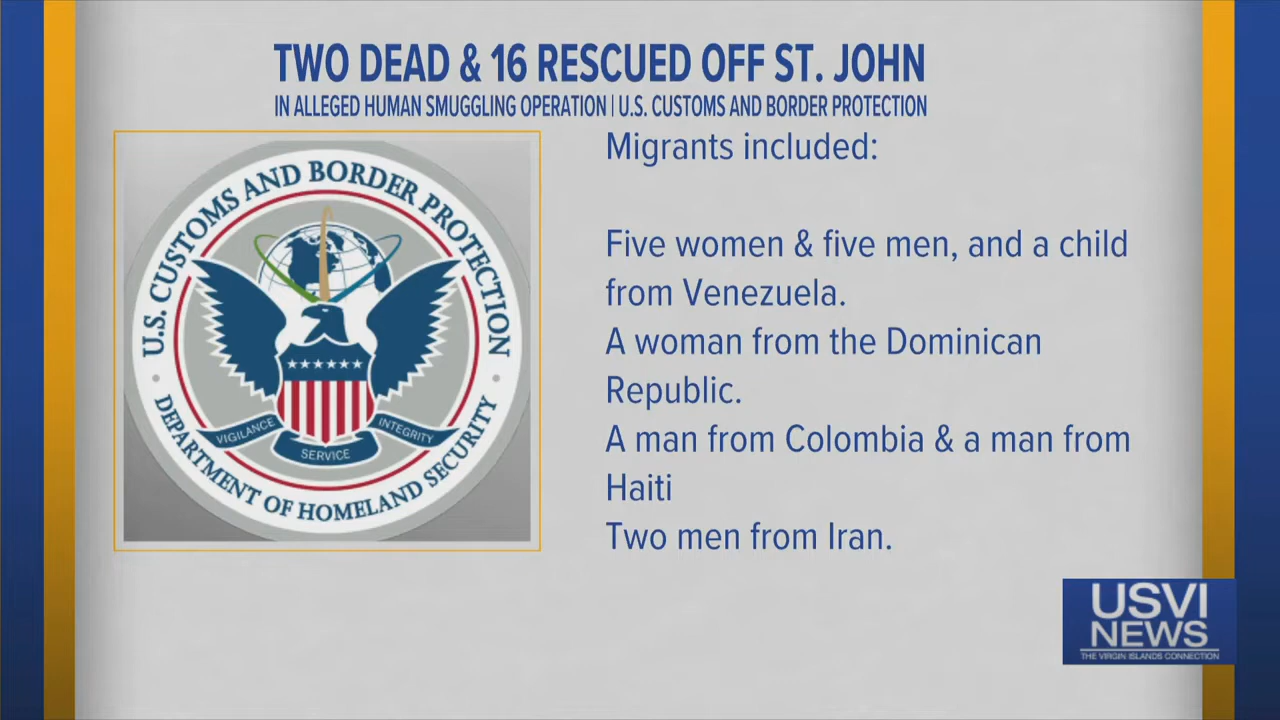 TWO DEAD & 16 RESCUED OFF ST. JOHN
IN ALLEGED HUMAN SMUGGLING OPERATION | U.S. CUSTOMS AND BORDER PROTECTION
U.S. CUSTOMS AND BORDER PROTECTION
VIGILANCE
SERVICE
INTEGRITY
DEPARTMENT OF HOMELAND SECURITY
Migrants included:
Five women & five men, and a child
from Venezuela.
A woman from the Dominican
Republic.
A man from Colombia & a man from
Haiti
Two men from Iran.
USVI
NEWS
THE VIRGIN ISLANDS CONNECTION